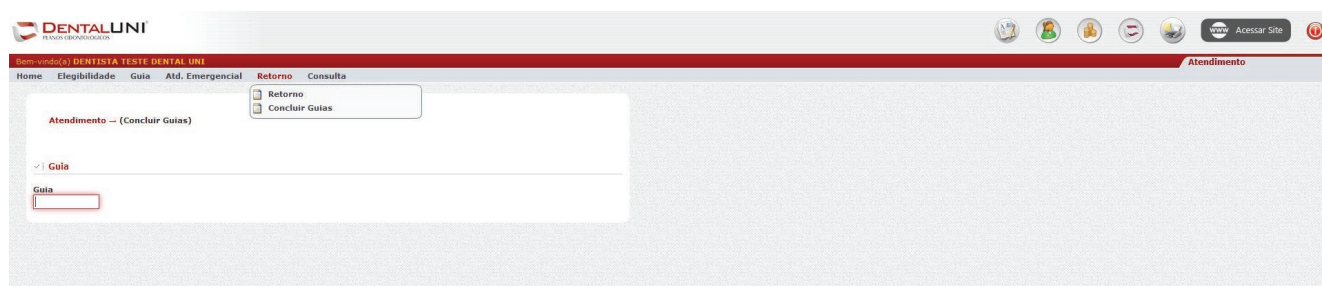 DENTALUNI
PLANOS ODONTOLÓGICOS
www Acessar Site
Bem-vindo(a) DENTISTA TESTE DENTAL UNI
Atendimento
Home Elegibilidade Guia Atd. Emergencial Retorno Consulta
Retorno
Concluir Guias
Atendimento → (Concluir Guias)
Guia
Guia